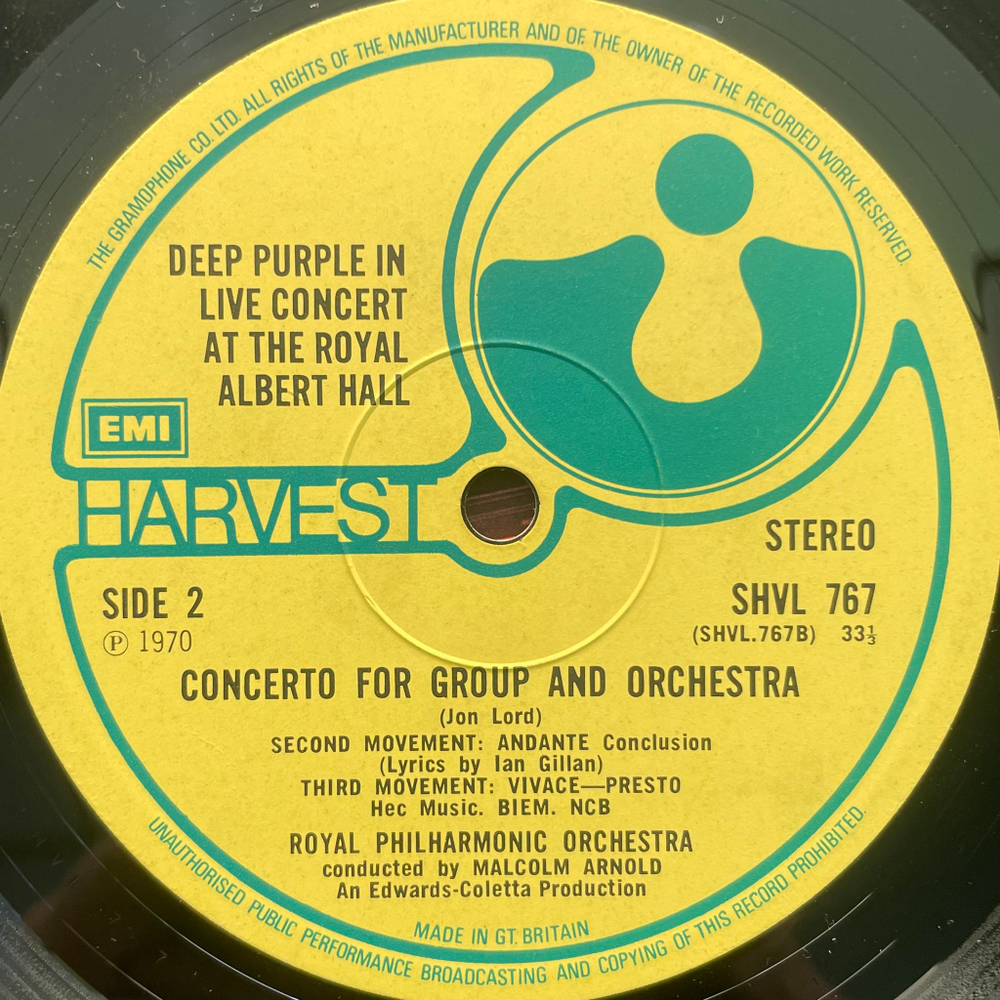 THE GRAMOPHONE CO. LTD. ALL RIGHTS OF THE MANUFACTURER AND OF THE OWNER OF THE RECORDED WORK RESERVED.
DEEP PURPLE IN
LIVE CONCERT
AT THE ROYAL
ALBERT HALL
EMI
HARVEST
STEREO
SIDE 2
SHVL 767
Ⓟ 1970
(SHVL.767B) 33⅓
CONCERTO FOR GROUP AND ORCHESTRA
(Jon Lord)
SECOND MOVEMENT: ANDANTE Conclusion
(Lyrics by Ian Gillan)
THIRD MOVEMENT: VIVACE—PRESTO
Hec Music. BIEM. NCB
ROYAL PHILHARMONIC ORCHESTRA
conducted by MALCOLM ARNOLD
An Edwards-Coletta Production
MADE IN GT. BRITAIN
UNAUTHORISED PUBLIC PERFORMANCE BROADCASTING AND COPYING OF THIS RECORD PROHIBITED.